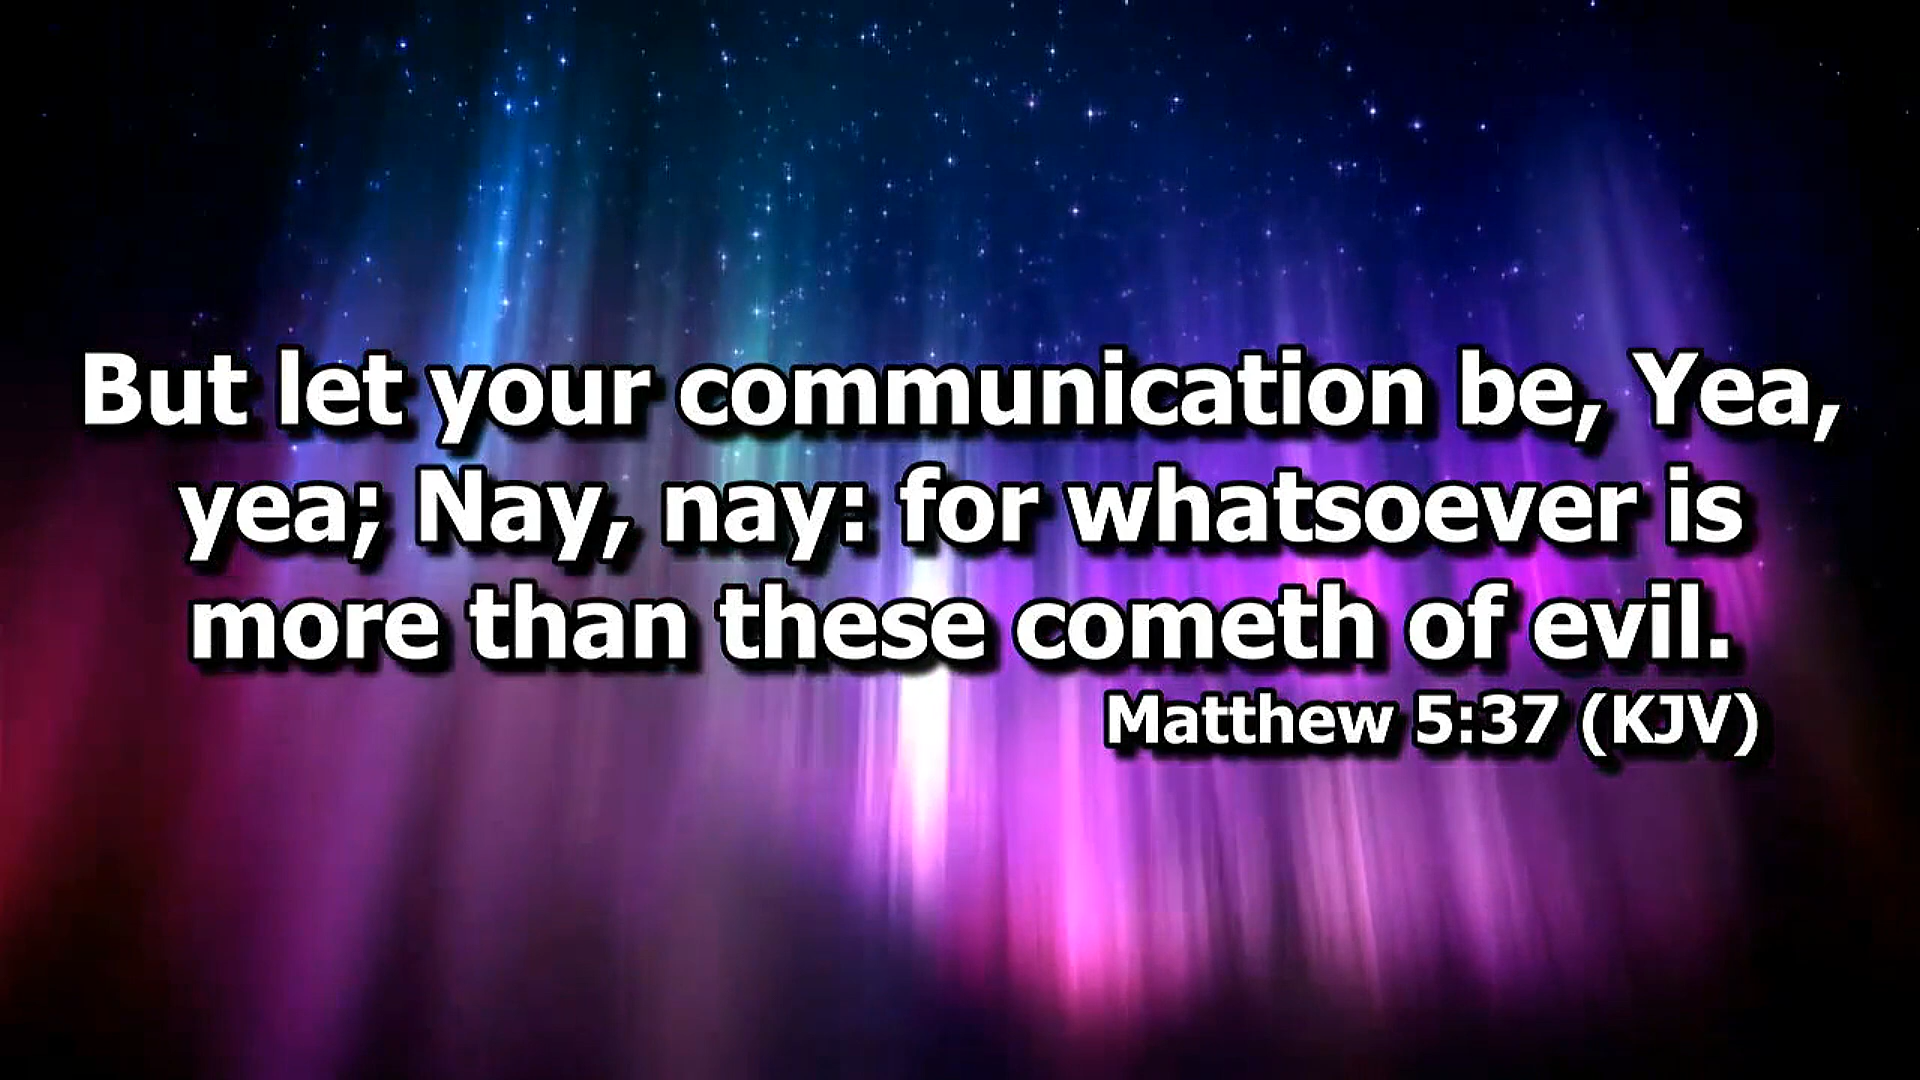 But let your communication be, Yea,
yea; Nay, nay: for whatsoever is
more than these cometh of evil.
Matthew 5:37 (KJV)